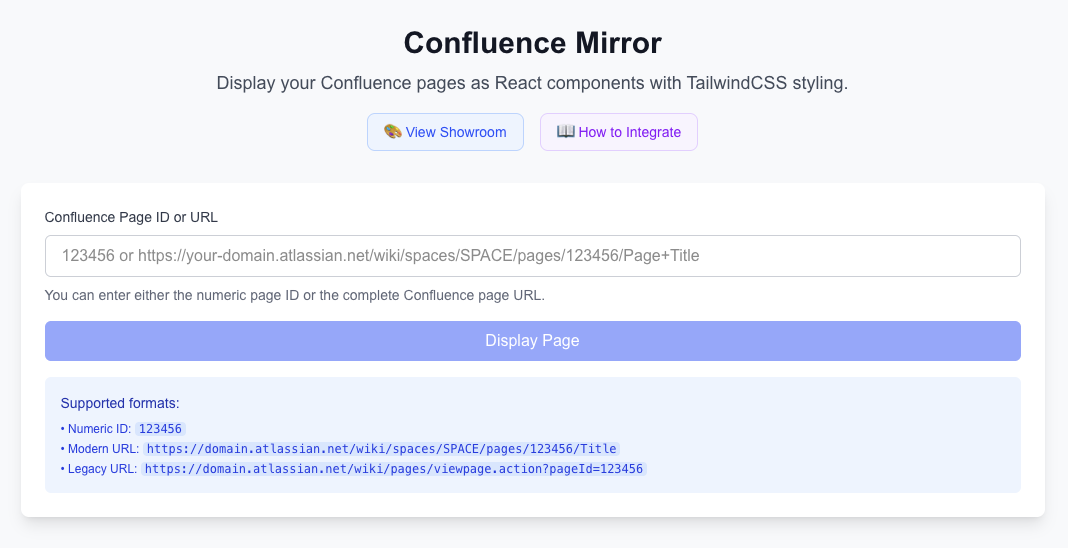 Confluence Mirror
Display your Confluence pages as React components with TailwindCSS styling.
🎨 View Showroom
📖 How to Integrate
Confluence Page ID or URL
123456 or https://your-domain.atlassian.net/wiki/spaces/SPACE/pages/123456/Page+Title
You can enter either the numeric page ID or the complete Confluence page URL.
Display Page
Supported formats:
• Numeric ID: 123456
• Modern URL: https://domain.atlassian.net/wiki/spaces/SPACE/pages/123456/Title
• Legacy URL: https://domain.atlassian.net/wiki/pages/viewpage.action?pageId=123456